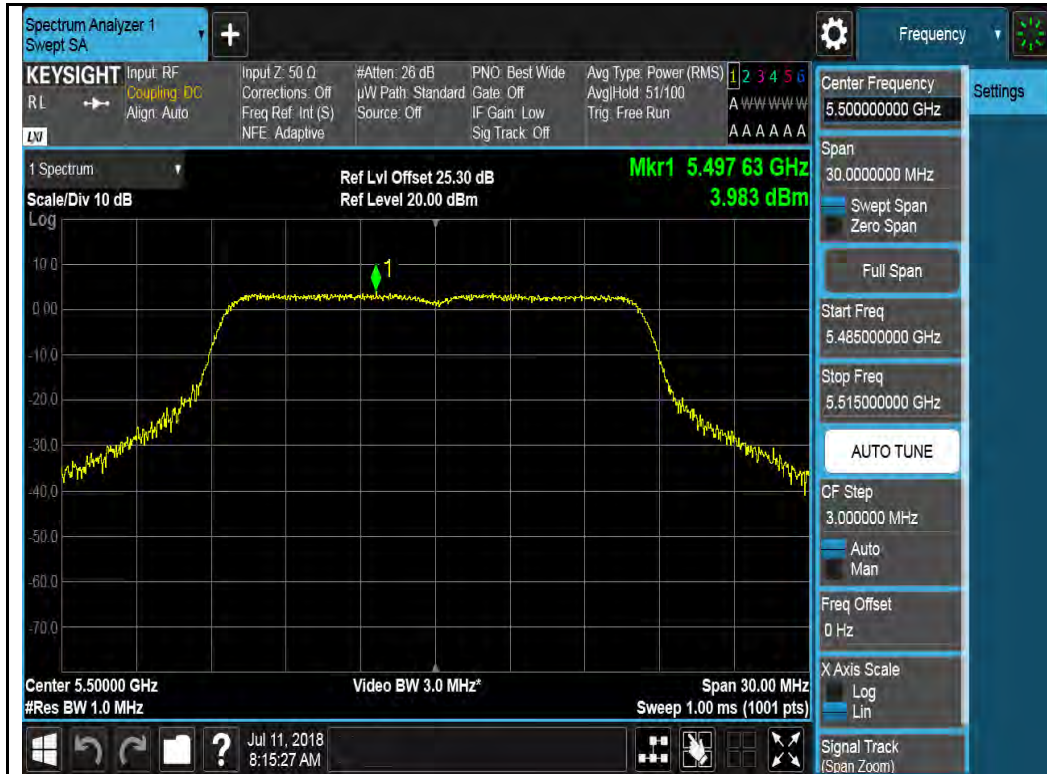 Spectrum Analyzer 1
Swept SA
+
Frequency
KEYSIGHT
RL
LXI
Input: RF
Coupling: DC
Align: Auto
Input Z: 50 Ω
Corrections: Off
Freq Ref: Int (S)
NFE: Adaptive
#Atten: 26 dB
µW Path: Standard
Source: Off
PNO: Best Wide
Gate: Off
IF Gain: Low
Sig Track: Off
Avg Type: Power (RMS)
Avg|Hold: 51/100
Trig: Free Run
1 2 3 4 5 6
A W W W W W
A A A A A A
1 Spectrum
Scale/Div 10 dB
Log
Ref Lvl Offset 25.30 dB
Ref Level 20.00 dBm
Mkr1 5.497 63 GHz
3.983 dBm
1
10.0
0.00
-10.0
-20.0
-30.0
-40.0
-50.0
-60.0
-70.0
Center 5.50000 GHz
#Res BW 1.0 MHz
Video BW 3.0 MHz*
Span 30.00 MHz
Sweep 1.00 ms (1001 pts)
Center Frequency
5.500000000 GHz
Span
30.0000000 MHz
Swept Span
Zero Span
Full Span
Start Freq
5.485000000 GHz
Stop Freq
5.515000000 GHz
AUTO TUNE
CF Step
3.000000 MHz
Auto
Man
Freq Offset
0 Hz
X Axis Scale
Log
Lin
Signal Track
(Span Zoom)
Settings
?
Jul 11, 2018
8:15:27 AM